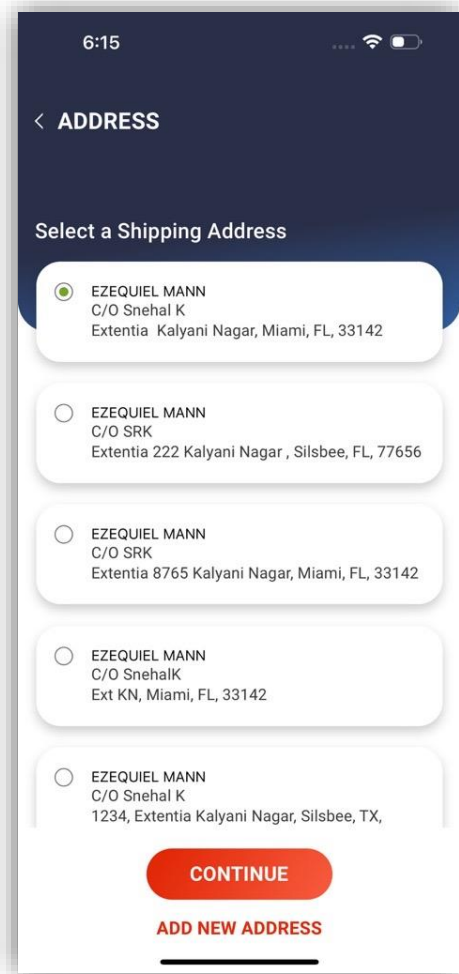 6:15
ADDRESS
Select a Shipping Address
EZEQUIEL MANN
C/O Snehal K
Extentia  Kalyani Nagar, Miami, FL, 33142
EZEQUIEL MANN
C/O SRK
Extentia 222 Kalyani Nagar , Silsbee, FL, 77656
EZEQUIEL MANN
C/O SRK
Extentia 8765 Kalyani Nagar, Miami, FL, 33142
EZEQUIEL MANN
C/O SnehalK
Ext KN, Miami, FL, 33142
EZEQUIEL MANN
C/O Snehal K
1234, Extentia Kalyani Nagar, Silsbee, TX,
CONTINUE
ADD NEW ADDRESS